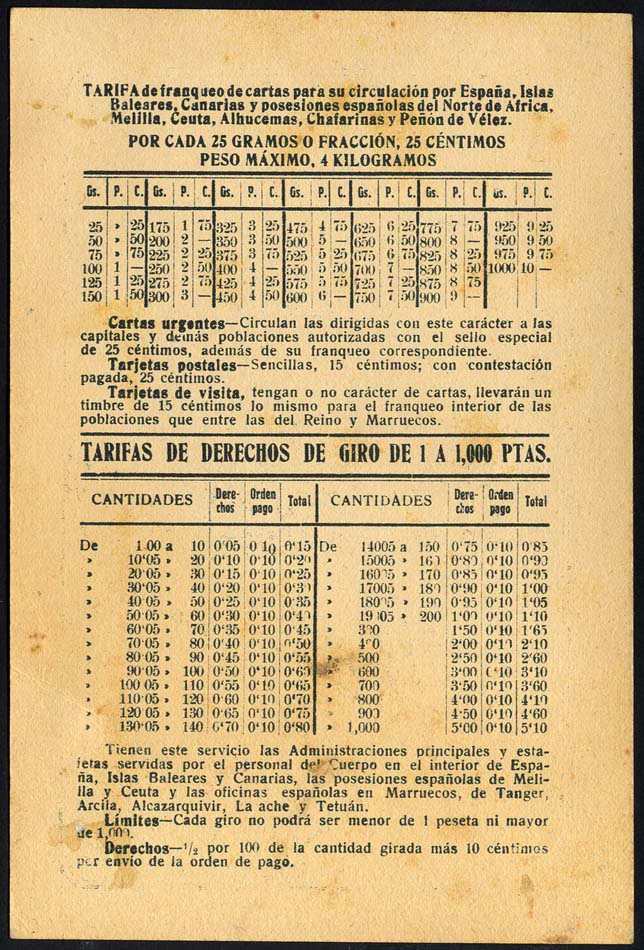 TARIFA de franqueo de cartas para su circulación por España, Islas
Baleares, Canarias y posesiones españolas del Norte de Africa,
Melilla, Ceuta, Alhucemas, Chafarinas y Peñón de Vélez.
POR CADA 25 GRAMOS O FRACCIÓN, 25 CÉNTIMOS
PESO MÁXIMO, 4 KILOGRAMOS
Gs. P. C. Gs. P. C. Gs. P. C. Gs. P. C. Gs. P. C. Gs. P. C. Gs. P. C.
25 » 25 175 1 75 325 3 25 475 4 75 625 6 25 775 7 75 925 9 25
50 » 50 200 2 — 350 3 50 500 5 — 650 6 50 800 8 — 950 9 50
75 » 75 225 2 25 375 3 75 525 5 25 675 6 75 825 8 25 975 9 75
100 1 — 250 2 50 400 4 — 550 5 50 700 7 — 850 8 50 1000 10 —
125 1 25 275 2 75 425 4 25 575 5 75 725 7 25 875 8 75
150 1 50 300 3 — 450 4 50 600 6 — 750 7 50 900 9 —
Cartas urgentes—Circulan las dirigidas con este carácter a las
capitales y demás poblaciones autorizadas con el sello especial
de 25 céntimos, además de su franqueo correspondiente.
Tarjetas postales—Sencillas, 15 céntimos; con contestación
pagada, 25 céntimos.
Tarjetas de visita, tengan o no carácter de cartas, llevarán un
timbre de 15 céntimos lo mismo para el franqueo interior de las
poblaciones que entre las del Reino y Marruecos.
TARIFAS DE DERECHOS DE GIRO DE 1 A 1,000 PTAS.
CANTIDADES Dere-chos Orden pago Total CANTIDADES Dere-chos Orden pago Total
De 1.00 a 10 0'05 0 10 0'15 De 14005 a 150 0'75 0'10 0'85
» 10'05 » 20 0'10 0'10 0'20 » 15005 » 160 0'80 0'10 0'90
» 20'05 » 30 0'15 0'10 0'25 » 16005 » 170 0'85 0'10 0'95
» 30'05 » 40 0'20 0'10 0'30 » 17005 » 180 0'90 0'10 1'00
» 40 05 » 50 0'25 0'10 0 35 » 18005 » 190 0'95 0'10 1'05
» 50 05 » 60 0'30 0'10 0'40 » 19005 » 200 1'00 0'10 1'10
» 60'05 » 70 0'35 0'10 0'45 » 300 1'50 0'10 1'65
» 70'05 » 80 0'40 0'10 0'50 » 400 2'00 0'10 2'10
» 80 05 » 90 0'45 0'10 0'55 » 500 2'50 0'10 2'60
» 90'05 » 100 0'50 0'10 0'60 » 600 3'00 0'10 3'10
» 100 05 » 110 0'55 0'10 0'65 » 700 3'50 0'10 3'60
» 110'05 » 120 0'60 0'10 0'70 » 800 4'00 0'10 4'10
» 120 05 » 130 0'65 0'10 0'75 » 900 4'50 0'10 4'60
» 130'05 » 140 6'70 0'10 0'80 » 1,000 5'00 0'10 5'10
Tienen este servicio las Administraciones principales y esta-
fetas servidas por el personal del Cuerpo en el interior de Espa-
ña, Islas Baleares y Canarias, las posesiones españolas de Meli-
lla y Ceuta y las oficinas españolas en Marruecos, de Tanger,
Arcila, Alcazarquivir, La ache y Tetuán.
Límites—Cada giro no podrá ser menor de 1 peseta ni mayor
de 1,000.
Derechos—1/2 por 100 de la cantidad girada más 10 céntimos
por envío de la orden de pago.